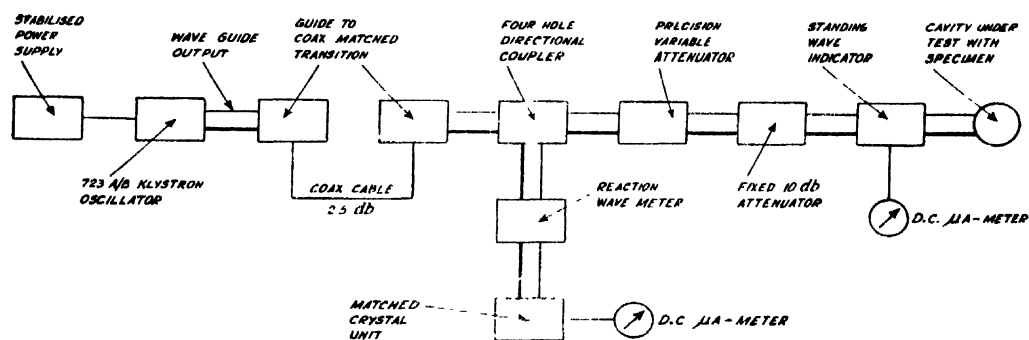 STABILISED
POWER
SUPPLY
WAVE GUIDE
OUTPUT
GUIDE TO
COAX MATCHED
TRANSITION
FOUR HOLE
DIRECTIONAL
COUPLER
PRECISION
VARIABLE
ATTENUATOR
STANDING
WAVE
INDICATOR
CAVITY UNDER
TEST WITH
SPECIMEN
723 A/B KLYSTRON
OSCILLATOR
COAX CABLE
25 db
REACTION
WAVE METER
FIXED 10 db
ATTENUATOR
D.C. µA-METER
MATCHED
CRYSTAL
UNIT
D.C µA-METER